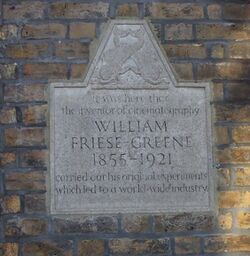 It was here that
the inventor of cinematography
WILLIAM
FRIESE-GREENE
1855-1921
carried out his original experiments
which led to a world-wide industry.